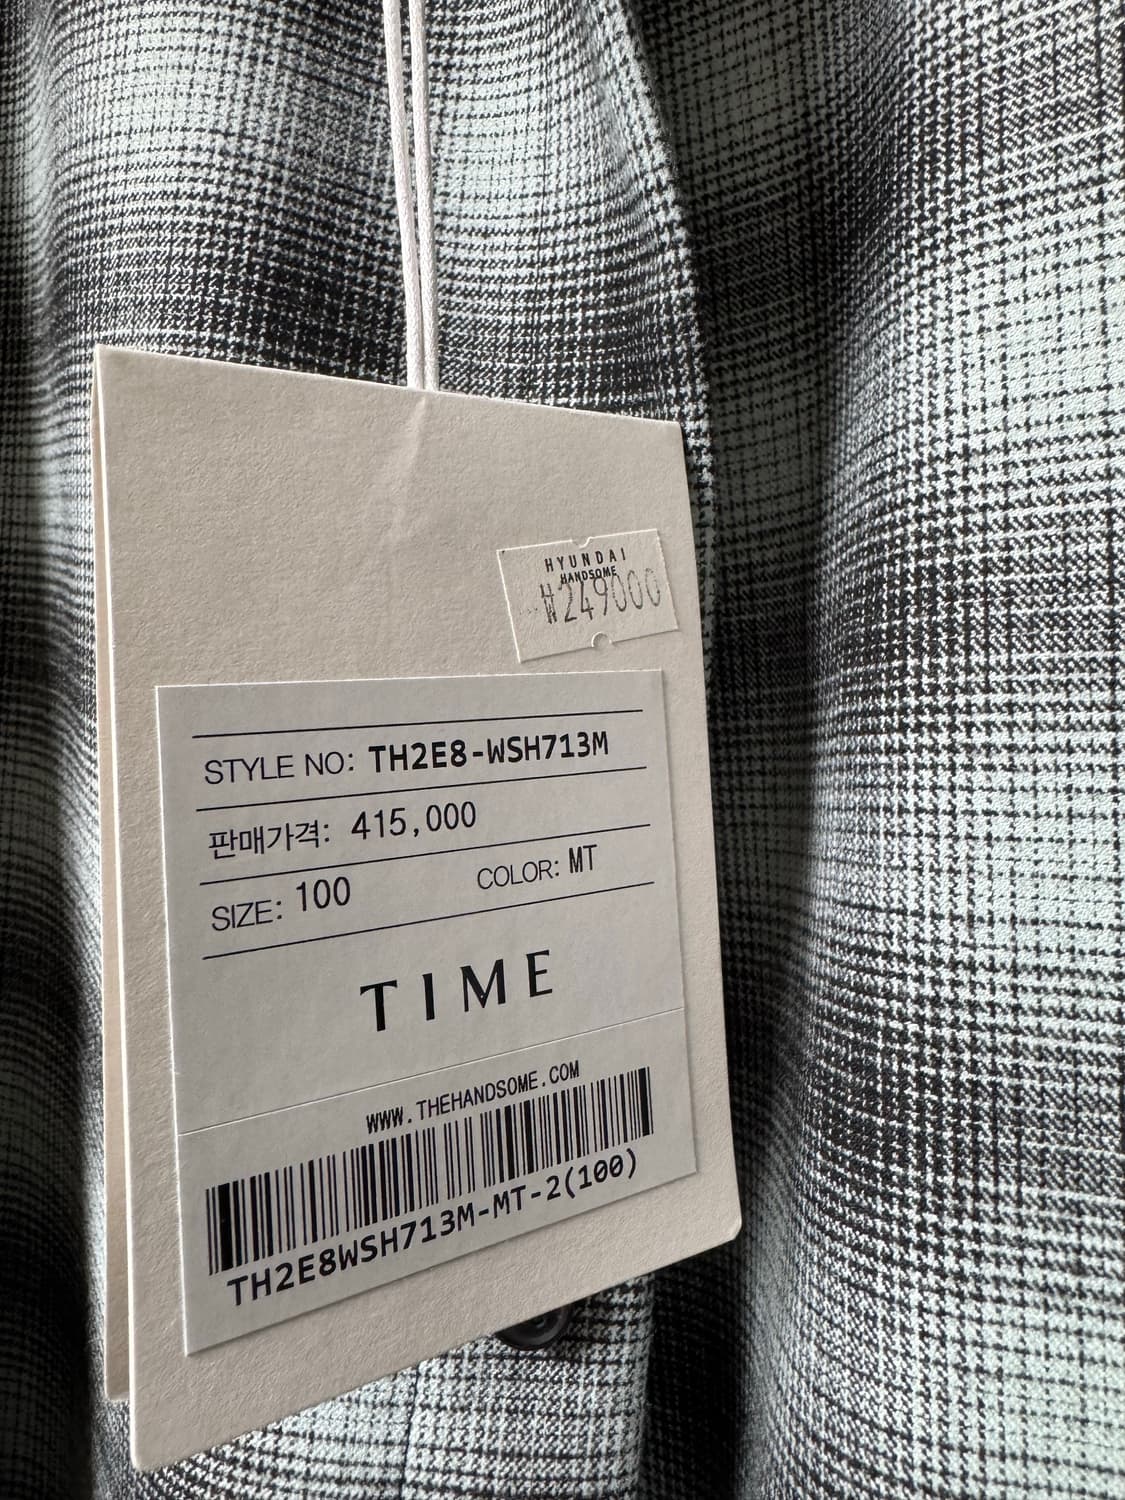 HYUNDAI
HANDSOME
₩249000
STYLE NO: TH2E8-WSH713M
판매가격: 415,000
SIZE: 100 COLOR: MT
TIME
WWW.THEHANDSOME.COM
TH2E8WSH713M-MT-2(100)